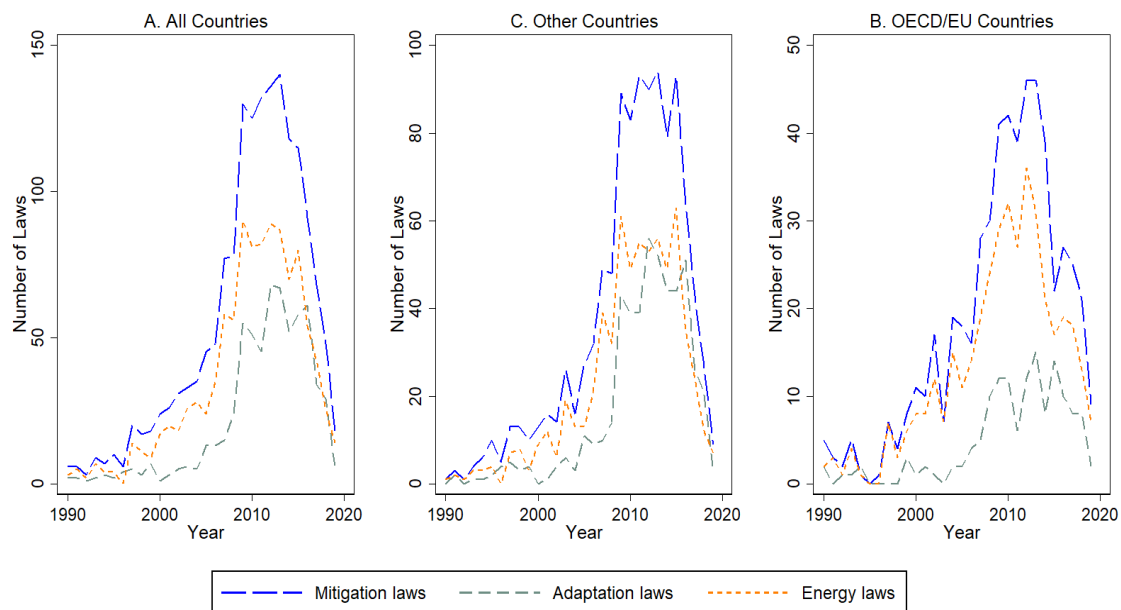 A. All Countries
150
100
50
0
Number of Laws
1990 2000 2010 2020
Year
C. Other Countries
100
80
60
40
20
0
Number of Laws
1990 2000 2010 2020
Year
B. OECD/EU Countries
50
40
30
20
10
0
Number of Laws
1990 2000 2010 2020
Year
Mitigation laws Adaptation laws Energy laws